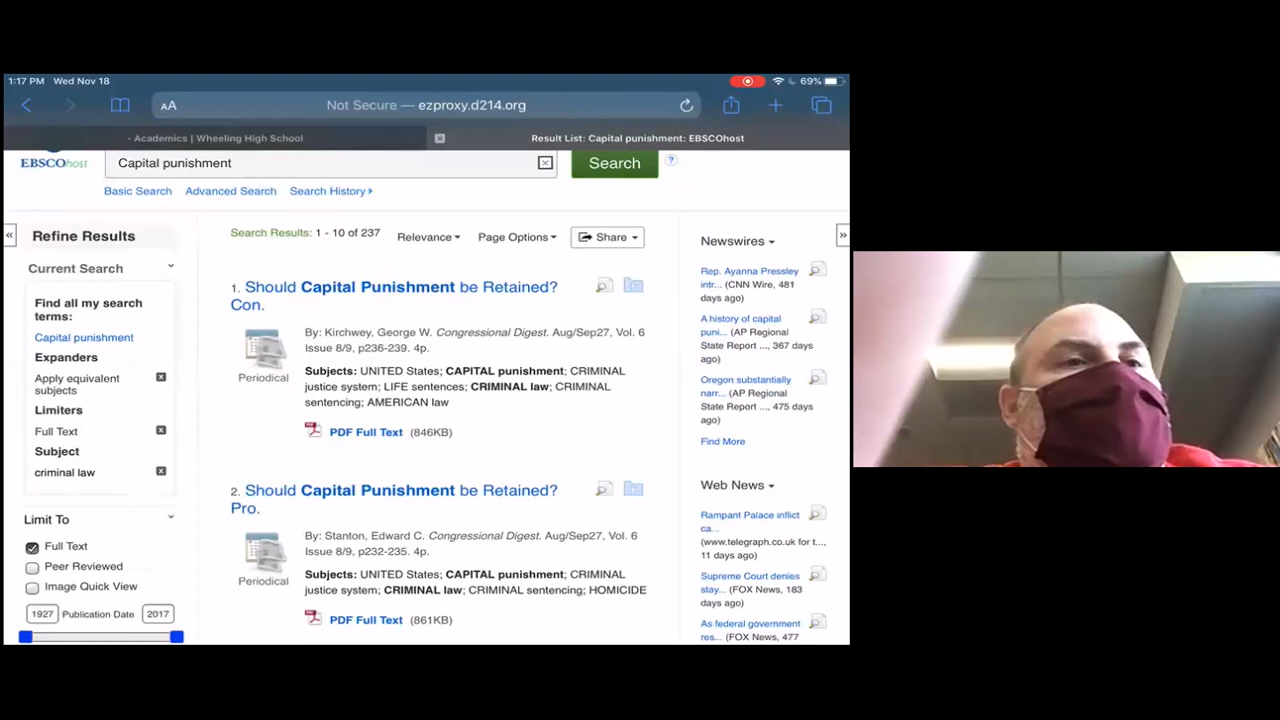 1:17 PM Wed Nov 18
69%
AA
Not Secure — ezproxy.d214.org
- Academics | Wheeling High School
Result List: Capital punishment: EBSCOhost
EBSCOhost
Capital punishment
Search
?
Basic Search
Advanced Search
Search History
«
Refine Results
Current Search
Find all my search
terms:
Capital punishment
Expanders
Apply equivalent
subjects
Limiters
Full Text
Subject
criminal law
Limit To
Full Text
Peer Reviewed
Image Quick View
1927 Publication Date 2017
Search Results: 1 - 10 of 237
Relevance
Page Options
Share
1. Should Capital Punishment be Retained?
Con.
Periodical
By: Kirchwey, George W. Congressional Digest. Aug/Sep27, Vol. 6
Issue 8/9, p236-239. 4p.
Subjects: UNITED States; CAPITAL punishment; CRIMINAL
justice system; LIFE sentences; CRIMINAL law; CRIMINAL
sentencing; AMERICAN law
PDF Full Text (846KB)
2. Should Capital Punishment be Retained?
Pro.
Periodical
By: Stanton, Edward C. Congressional Digest. Aug/Sep27, Vol. 6
Issue 8/9, p232-235. 4p.
Subjects: UNITED States; CAPITAL punishment; CRIMINAL
justice system; CRIMINAL law; CRIMINAL sentencing; HOMICIDE
PDF Full Text (861KB)
»
Newswires
Rep. Ayanna Pressley
intr... (CNN Wire, 481
days ago)
A history of capital
puni... (AP Regional
State Report ..., 367 days
ago)
Oregon substantially
narr... (AP Regional
State Report ..., 475 days
ago)
Find More
Web News
Rampant Palace inflict
ca...
(www.telegraph.co.uk for t...,
11 days ago)
Supreme Court denies
stay... (FOX News, 183
days ago)
As federal government
res... (FOX News, 477